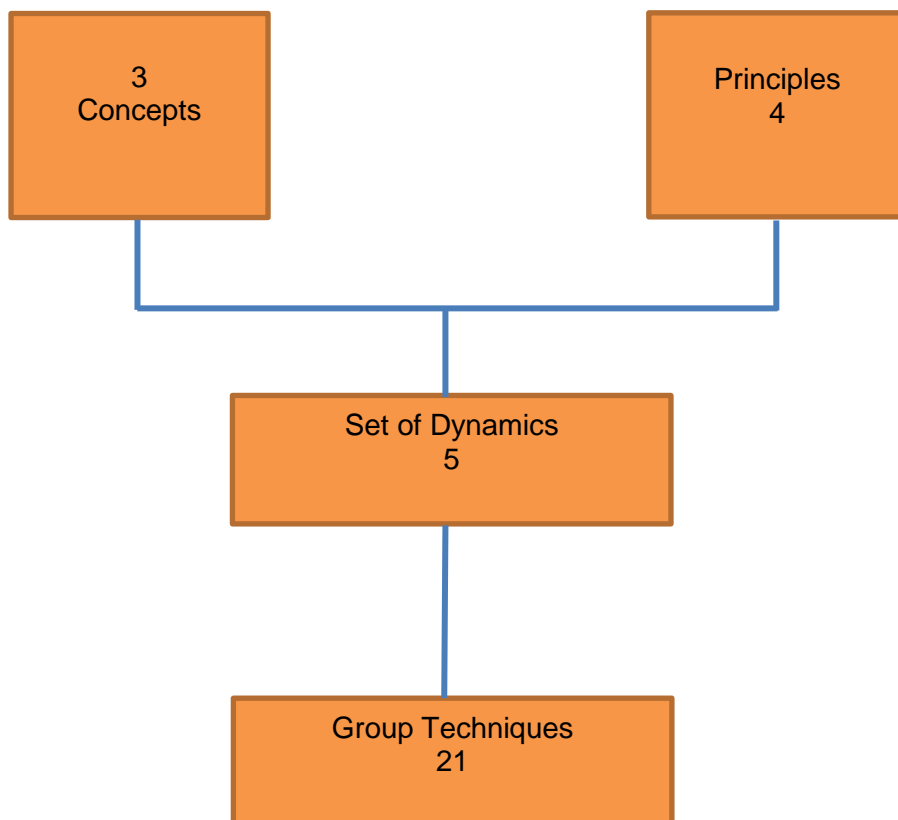 3
Concepts
Principles
4
Set of Dynamics
5
Group Techniques
21